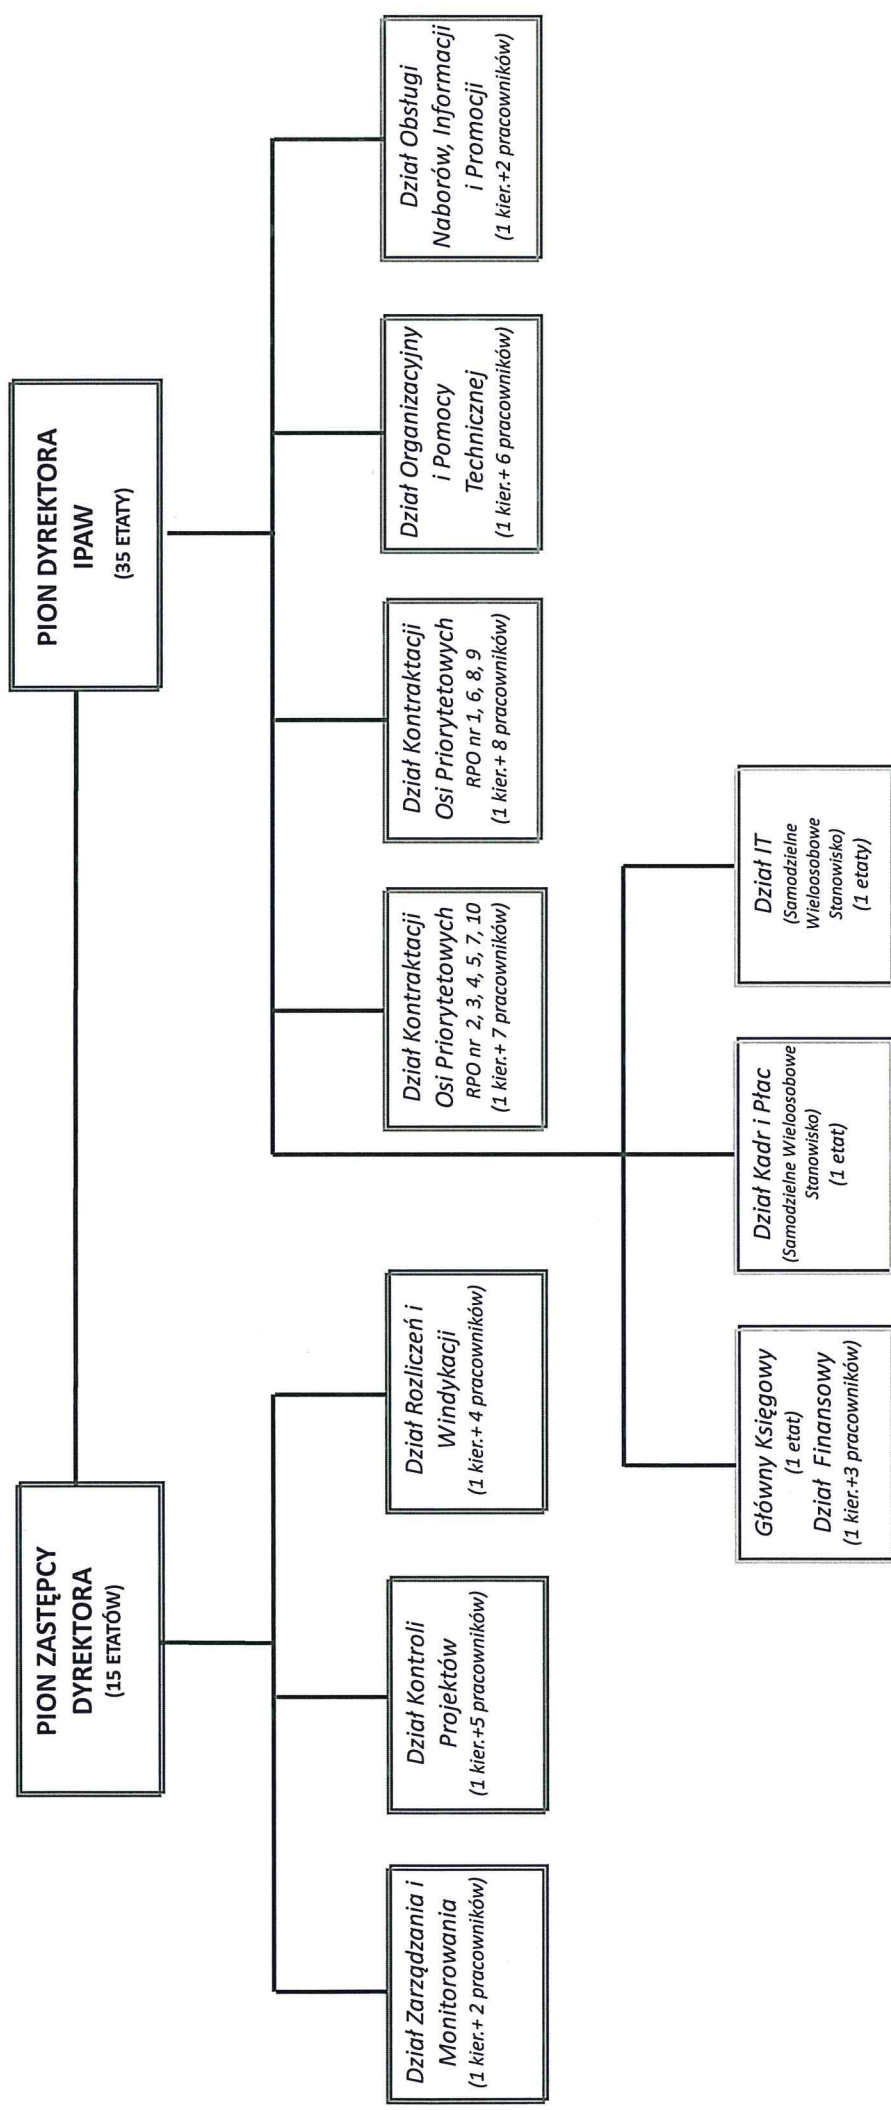 PION ZASTĘPCY
DYREKTORA
(15 ETATÓW)
PION DYREKTORA
IPAW
(35 ETATY)
Dział Zarządzania i
Monitorowania
(1 kier.+ 2 pracowników)
Dział Kontroli
Projektów
(1 kier.+5 pracowników)
Dział Rozliczeń i
Windykacji
(1 kier.+ 4 pracowników)
Dział Kontraktacji
Osi Priorytetowych
RPO nr 2, 3, 4, 5, 7, 10
(1 kier.+ 7 pracowników)
Dział Kontraktacji
Osi Priorytetowych
RPO nr 1, 6, 8, 9
(1 kier.+ 8 pracowników)
Dział Organizacyjny
i Pomocy
Technicznej
(1 kier.+ 6 pracowników)
Dział Obsługi
Naborów, Informacji
i Promocji
(1 kier.+2 pracowników)
Główny Księgowy
(1 etat)
Dział Finansowy
(1 kier.+3 pracowników)
Dział Kadr i Płac
(Samodzielne Wieloosobowe
Stanowisko)
(1 etat)
Dział IT
(Samodzielne
Wieloosobowe
Stanowisko)
(1 etaty)